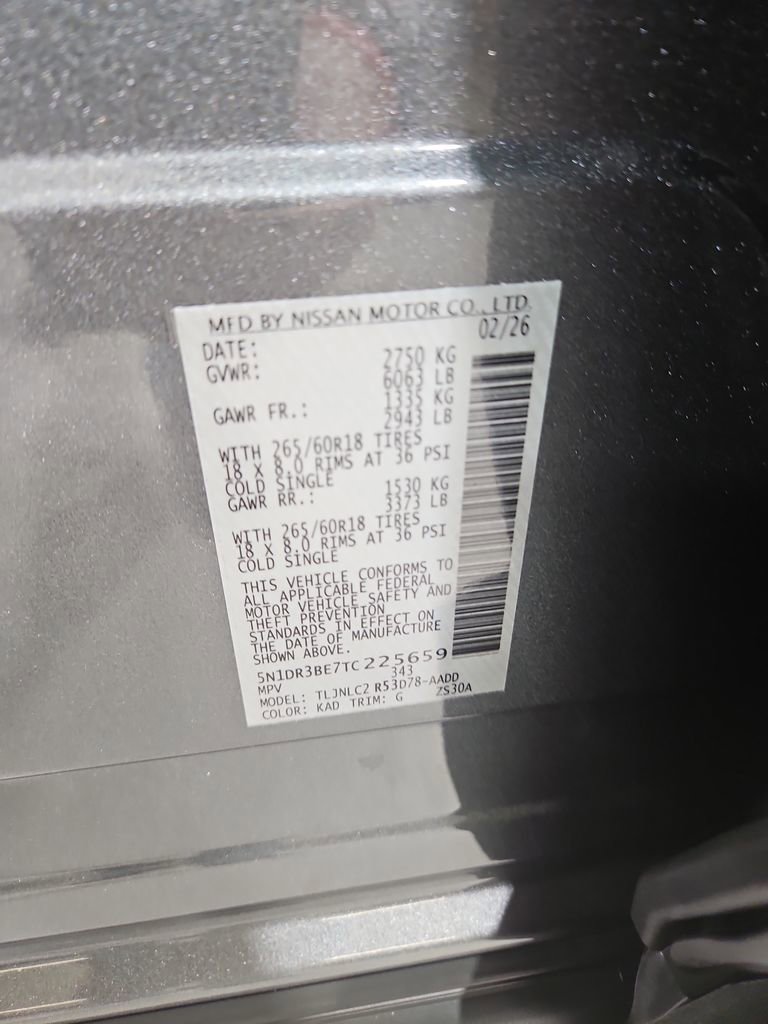 MFD BY NISSAN MOTOR CO., LTD.
DATE: 02/26
GVWR: 2750 KG
6063 LB
GAWR FR.: 1335 KG
2943 LB
WITH 265/60R18 TIRES
18 X 8.0 RIMS AT 36 PSI
COLD SINGLE
GAWR RR.: 1530 KG
3373 LB
WITH 265/60R18 TIRES
18 X 8.0 RIMS AT 36 PSI
COLD SINGLE
THIS VEHICLE CONFORMS TO
ALL APPLICABLE FEDERAL
MOTOR VEHICLE SAFETY AND
THEFT PREVENTION
STANDARDS IN EFFECT ON
THE DATE OF MANUFACTURE
SHOWN ABOVE.
5N1DR3BE7TC225659
MPV 343
MODEL: TLJNLC2 R53D78-AADD
COLOR: KAD TRIM: G ZS30A